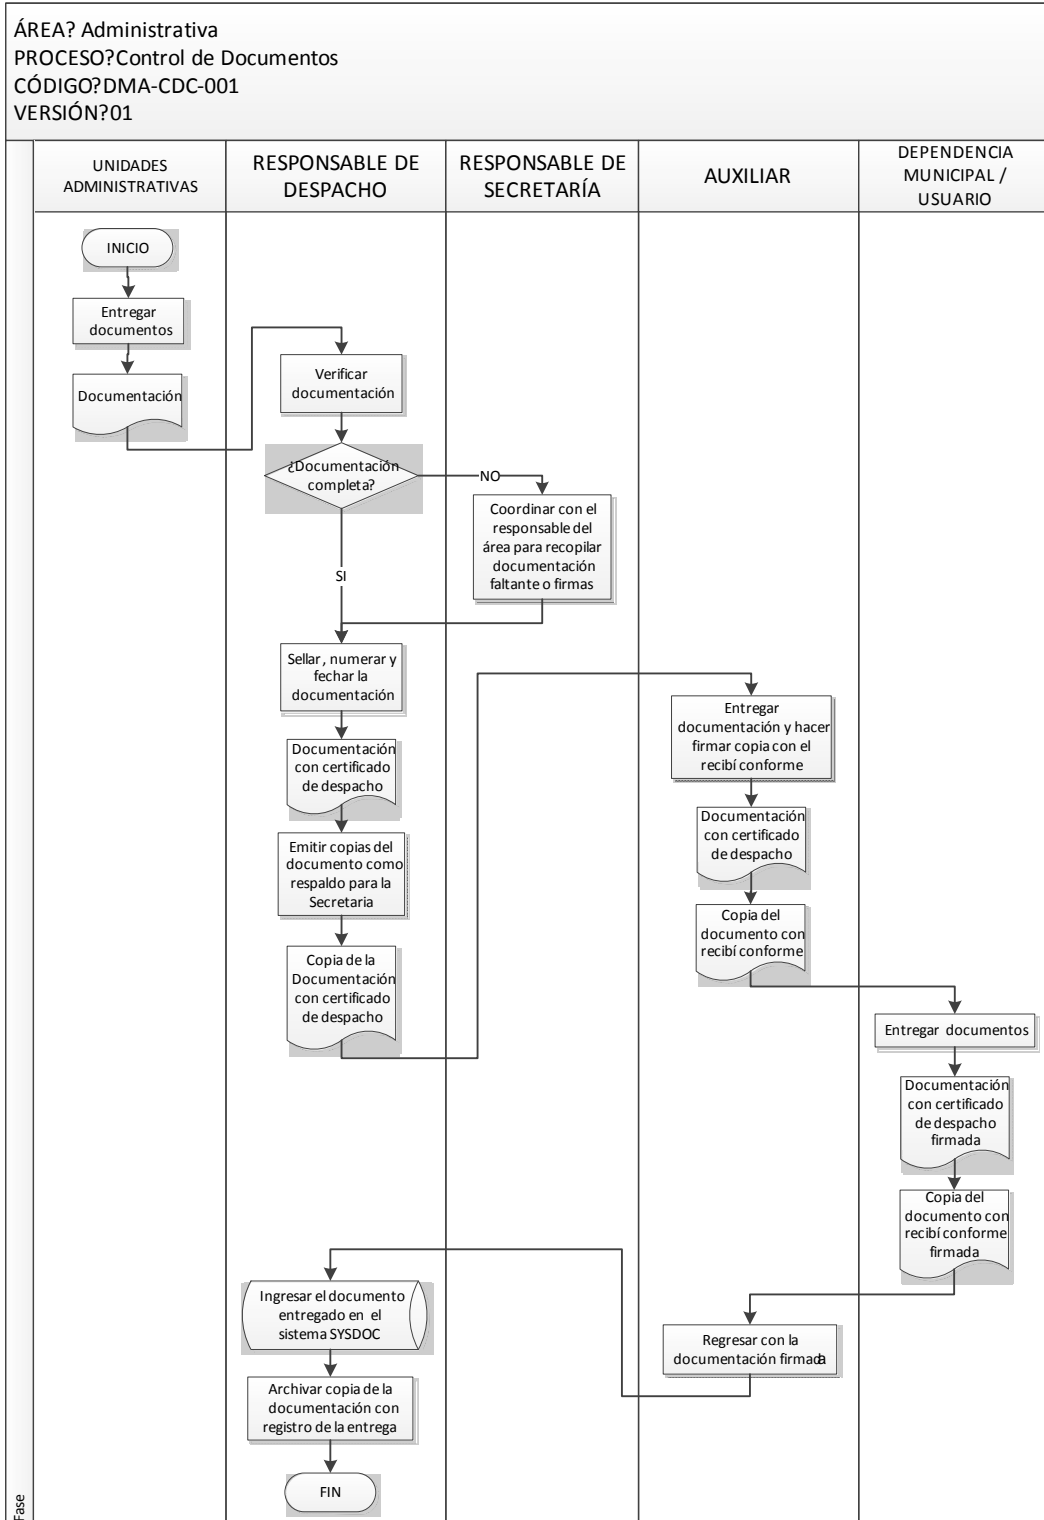 ÁREA? Administrativa
PROCESO?Control de Documentos
CÓDIGO?DMA-CDC-001
VERSIÓN?01
UNIDADES
ADMINISTRATIVAS
RESPONSABLE DE
DESPACHO
RESPONSABLE DE
SECRETARÍA
AUXILIAR
DEPENDENCIA
MUNICIPAL /
USUARIO
INICIO
Entregar
documentos
Documentación
Verificar
documentación
¿Documentación
completa?
NO
Coordinar con el
responsable del
área para recopilar
documentación
faltante o firmas
SI
Sellar, numerar y
fechar la
documentación
Documentación
con certificado
de despacho
Emitir copias del
documento como
respaldo para la
Secretaria
Copia de la
Documentación
con certificado
de despacho
Entregar
documentación y hacer
firmar copia con el
recibí conforme
Documentación
con certificado
de despacho
Copia del
documento con
recibí conforme
Entregar documentos
Documentación
con certificado
de despacho
firmada
Copia del
documento con
recibí conforme
firmada
Regresar con la
documentación firmada
Ingresar el documento
entregado en el
sistema SYSDOC
Archivar copia de la
documentación con
registro de la entrega
FIN
Fase